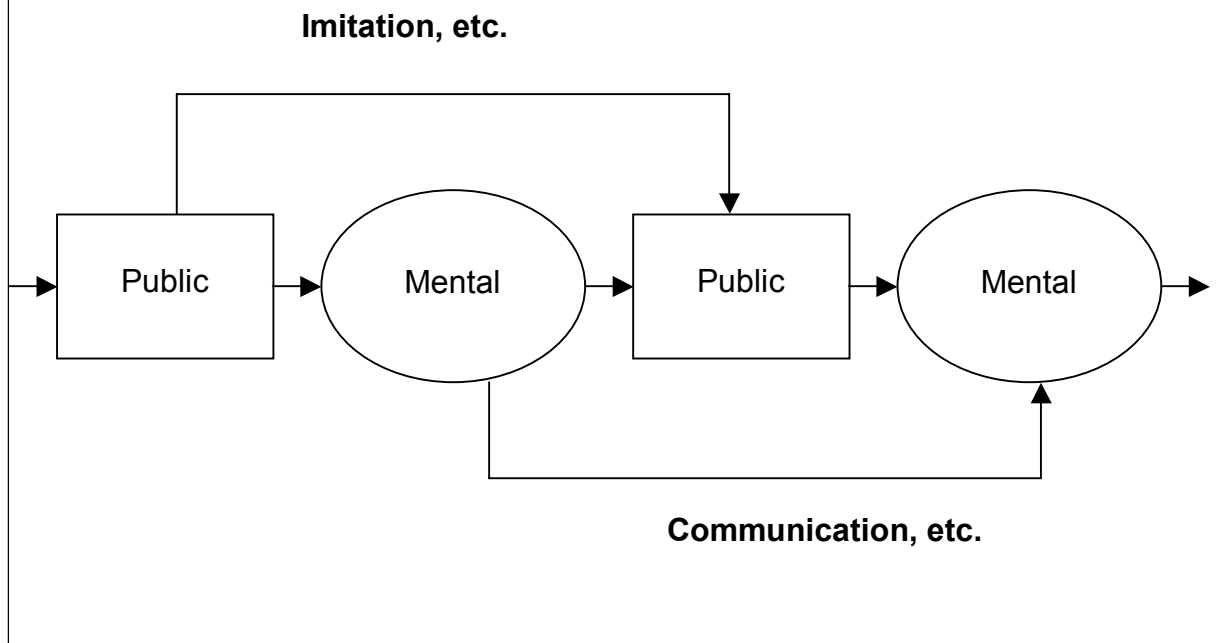 Imitation, etc.
Public
Mental
Public
Mental
Communication, etc.